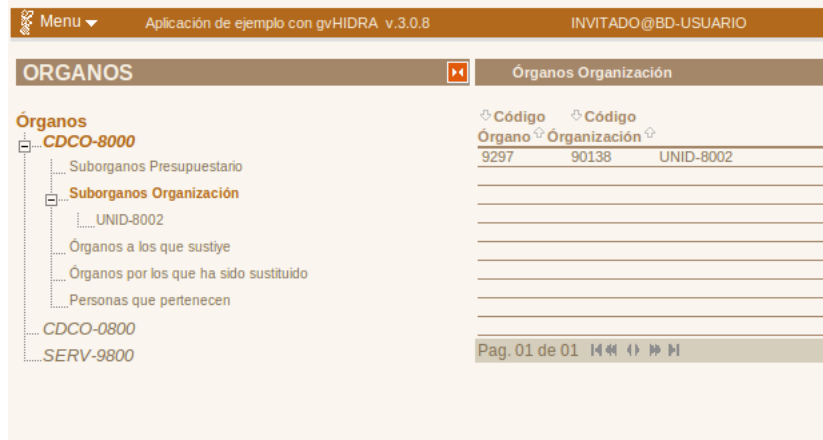 Menu Aplicación de ejemplo con gvHIDRA v.3.0.8 INVITADO@BD-USUARIO
ORGANOS
Órganos
CDCO-8000
Suborganos Presupuestario
Suborganos Organización
UNID-8002
Órganos a los que sustiye
Órganos por los que ha sido sustituido
Personas que pertenecen
CDCO-0800
SERV-9800
Órganos Organización
Código Código
Órgano Órganización
9297 90138 UNID-8002
Pag. 01 de 01